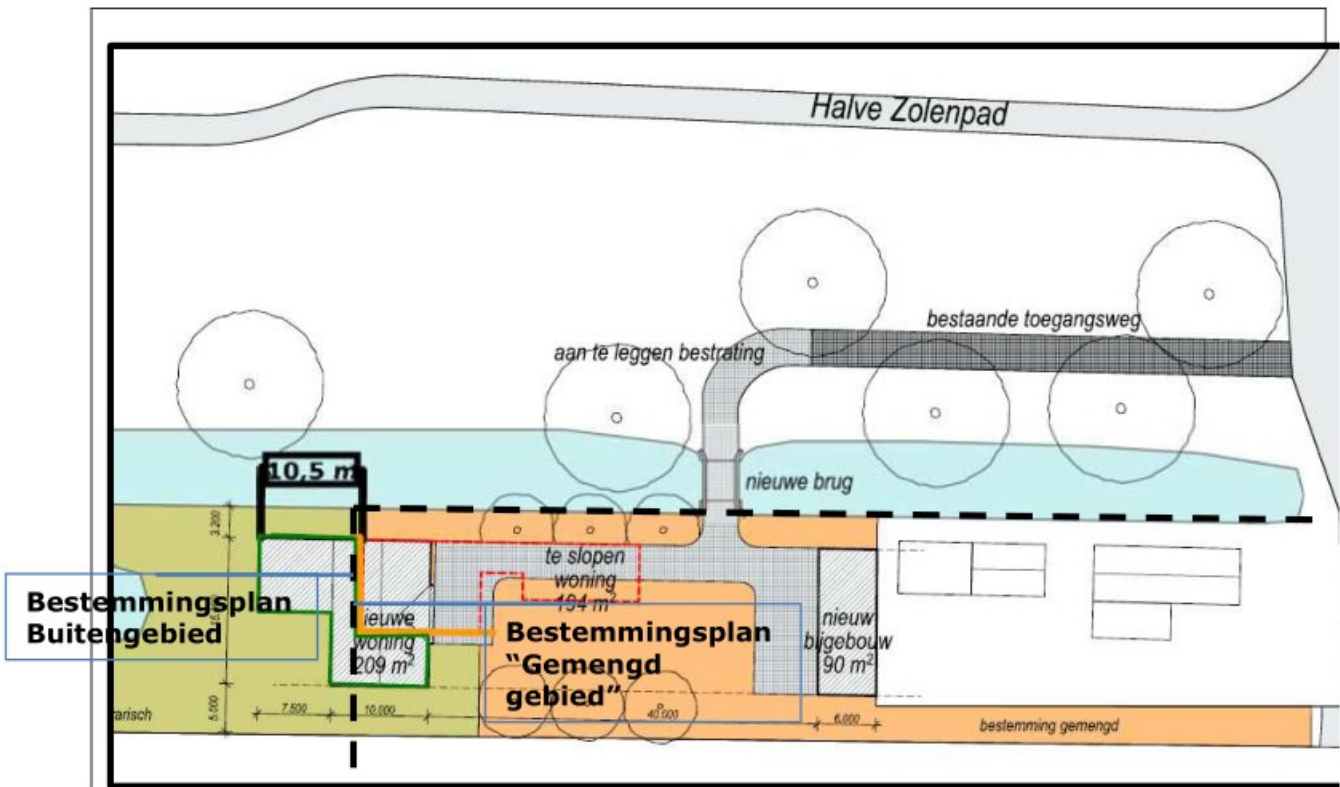 Halve Zolenpad
bestaande toegangsweg
aan te leggen bestrating
nieuwe brug
10,5 m
3.200
te slopen
woning
194 m²
Bestemmingsplan
Buitengebied
ieuwe
woning
209 m²
Bestemmingsplan
“Gemengd
gebied”
nieuw
bijgebouw
90 m²
5.000
7.500
10.000
40.000
6.000
rarisch
bestemming gemengd